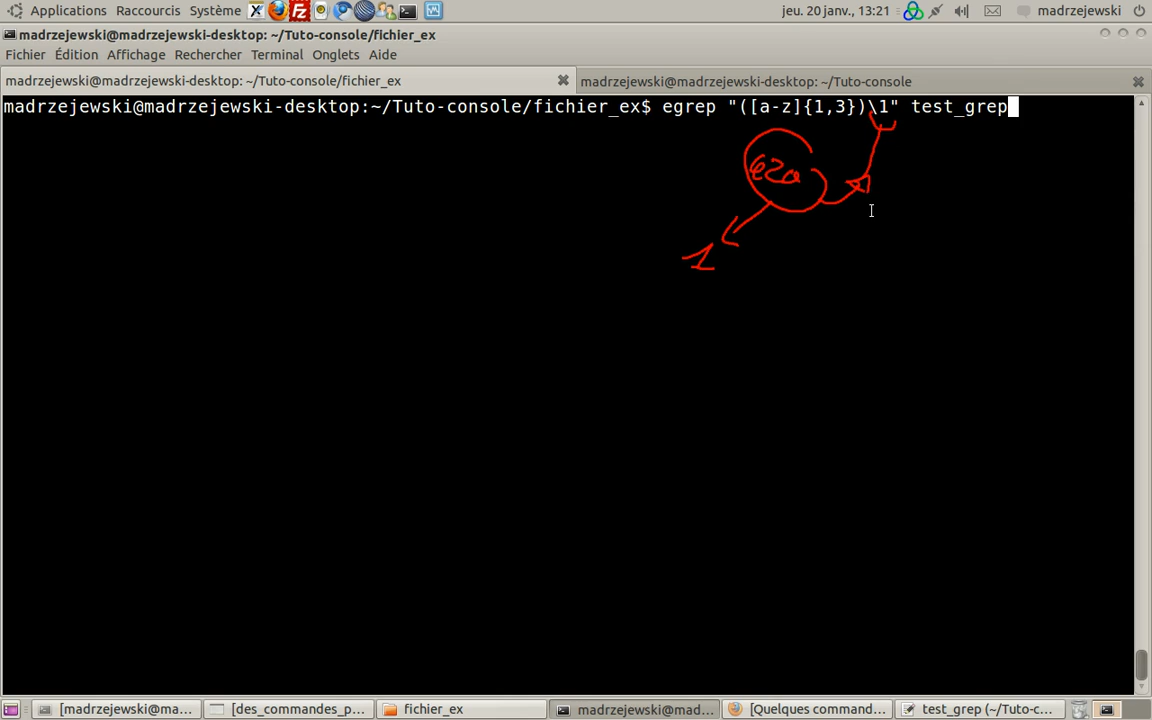 Applications Raccourcis Système jeu. 20 janv., 13:21 madrzejewski
madrzejewski@madrzejewski-desktop: ~/Tuto-console/fichier_ex
Fichier Édition Affichage Rechercher Terminal Onglets Aide
madrzejewski@madrzejewski-desktop: ~/Tuto-console/fichier_ex madrzejewski@madrzejewski-desktop: ~/Tuto-console
madrzejewski@madrzejewski-desktop:~/Tuto-console/fichier_ex$ egrep "([a-z]{1,3})\1" test_grep
1
[madrzejewski@ma... [des_commandes_p... fichier_ex madrzejewski@mad... [Quelques command... test_grep (~/Tuto-c...